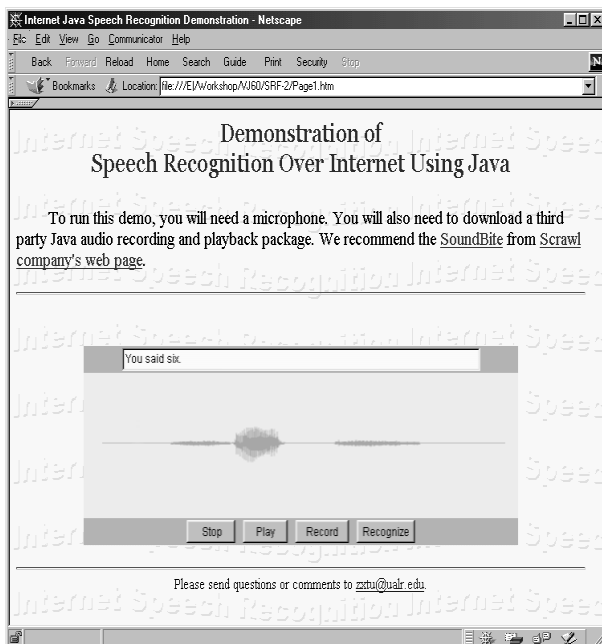 Internet Java Speech Recognition Demonstration - Netscape
File Edit View Go Communicator Help
Back Forward Reload Home Search Guide Print Security Stop
N
Bookmarks Location: file:///E|/Workshop/VJ60/SRF-2/Page1.htm
Demonstration of
Speech Recognition Over Internet Using Java
To run this demo, you will need a microphone. You will also need to download a third
party Java audio recording and playback package. We recommend the SoundBite from Scrawl
company's web page.
You said six.
Stop Play Record Recognize
Please send questions or comments to zxtu@ualr.edu.